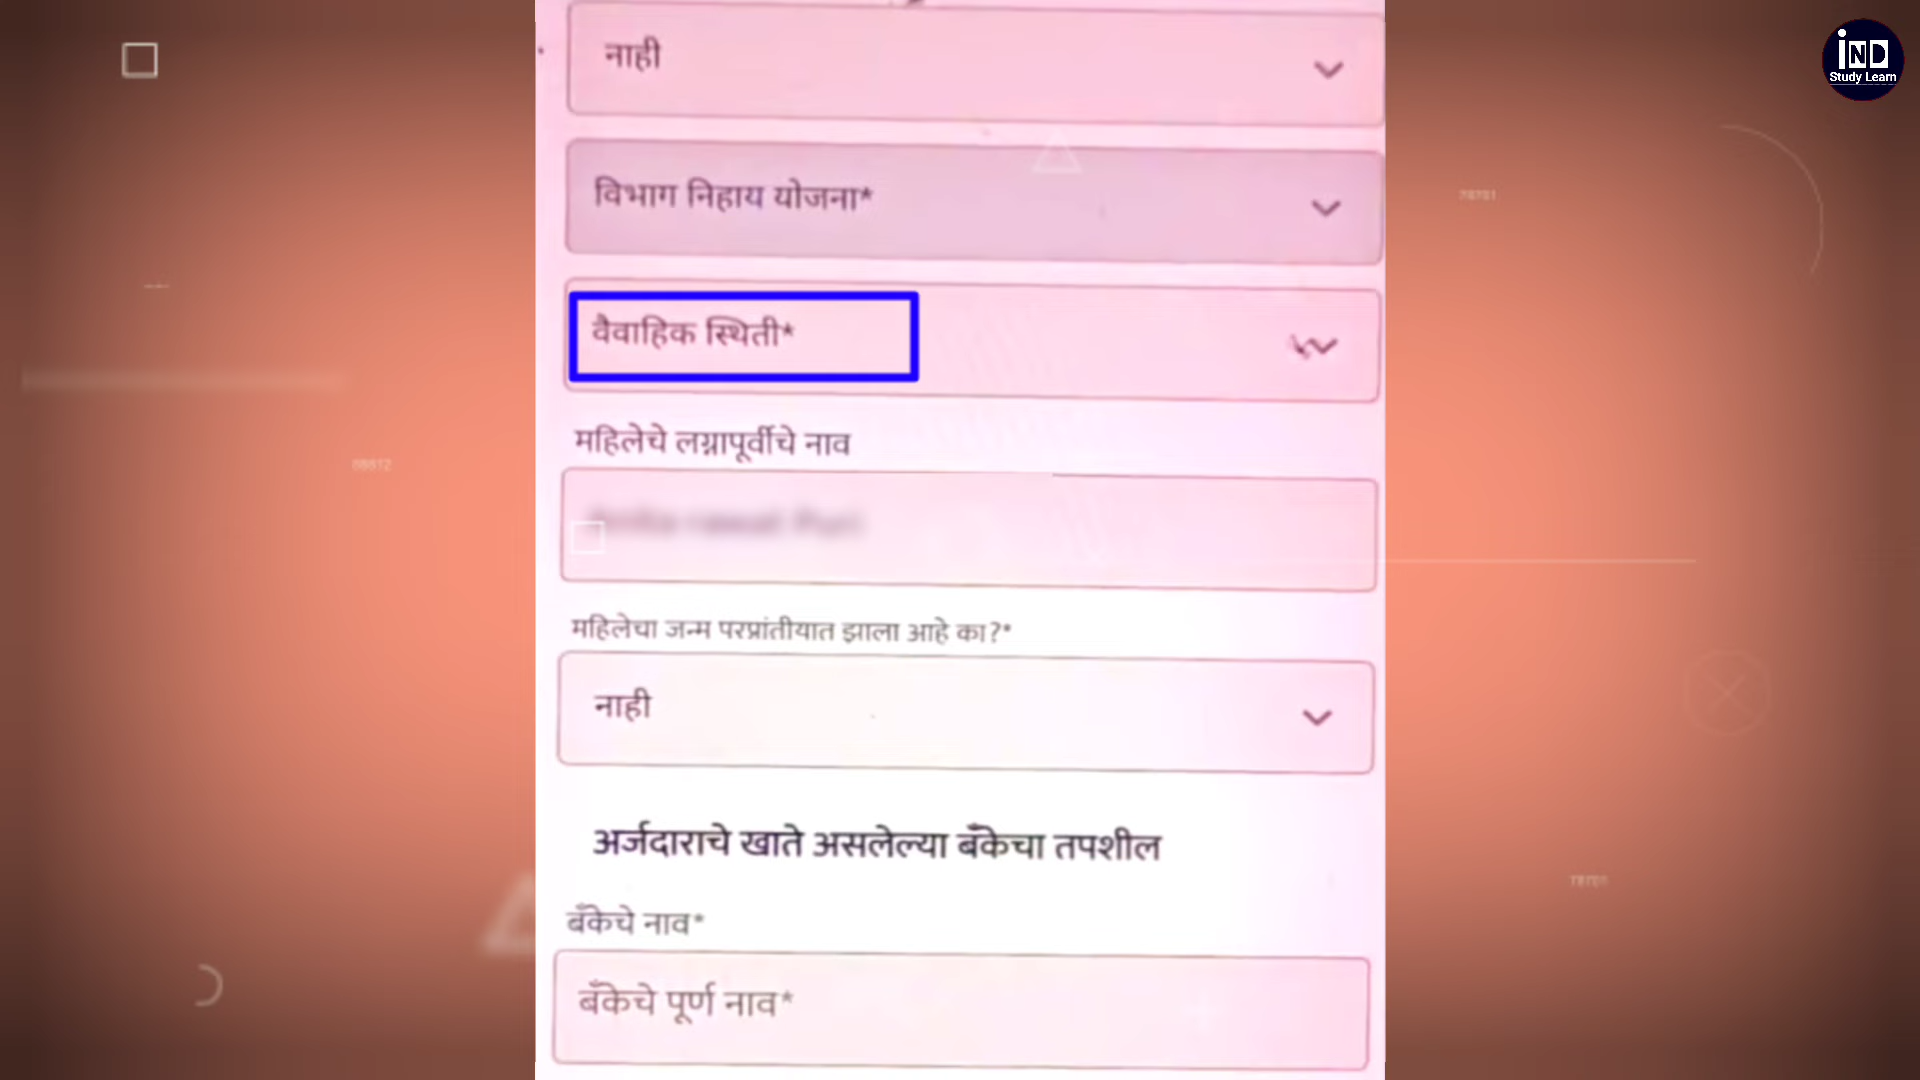 नाही
iND
Study Learn
विभाग निहाय योजना*
वैवाहिक स्थिती*
महिलेचे लग्नापूर्वीचे नाव
महिलेचा जन्म परप्रांतीयात झाला आहे का?*
नाही
अर्जदाराचे खाते असलेल्या बँकेचा तपशील
बँकेचे नाव*
बँकेचे पूर्ण नाव*